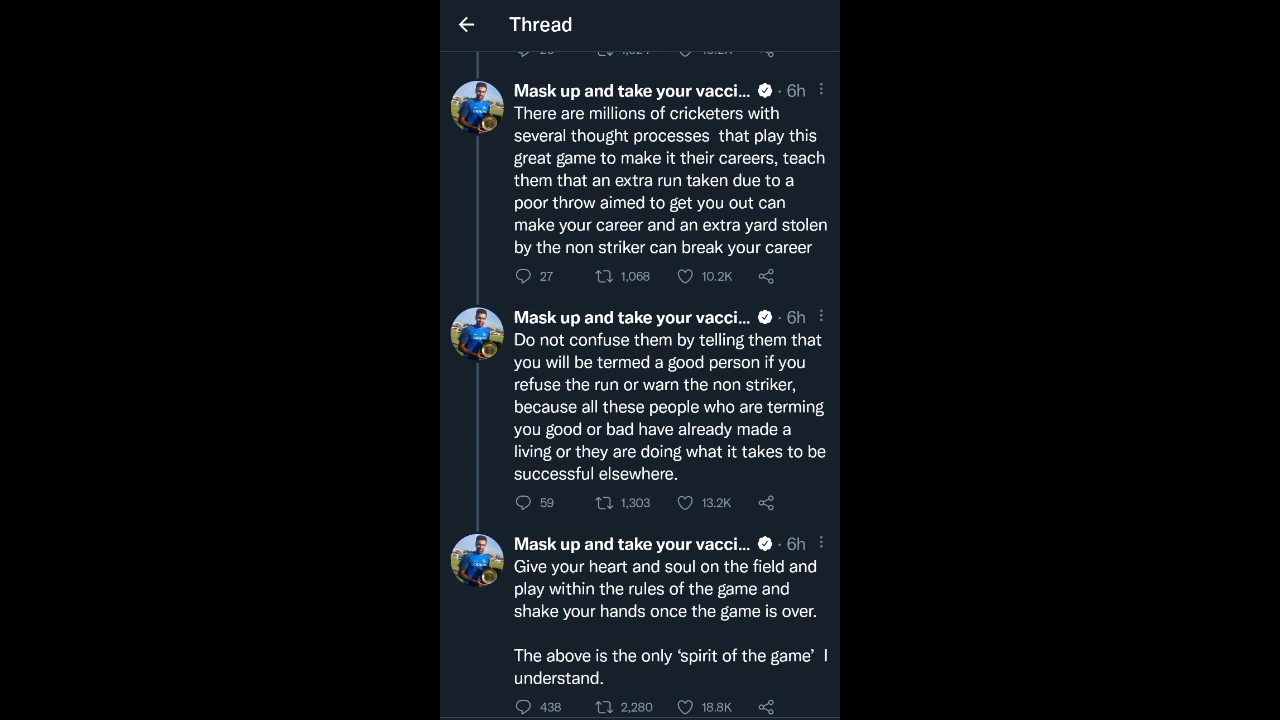 Thread
Mask up and take your vacci... · 6h
There are millions of cricketers with
several thought processes  that play this
great game to make it their careers, teach
them that an extra run taken due to a
poor throw aimed to get you out can
make your career and an extra yard stolen
by the non striker can break your career
27 1,068 10.2K
Mask up and take your vacci... · 6h
Do not confuse them by telling them that
you will be termed a good person if you
refuse the run or warn the non striker,
because all these people who are terming
you good or bad have already made a
living or they are doing what it takes to be
successful elsewhere.
59 1,303 13.2K
Mask up and take your vacci... · 6h
Give your heart and soul on the field and
play within the rules of the game and
shake your hands once the game is over.
The above is the only ‘spirit of the game’  I
understand.
438 2,280 18.8K